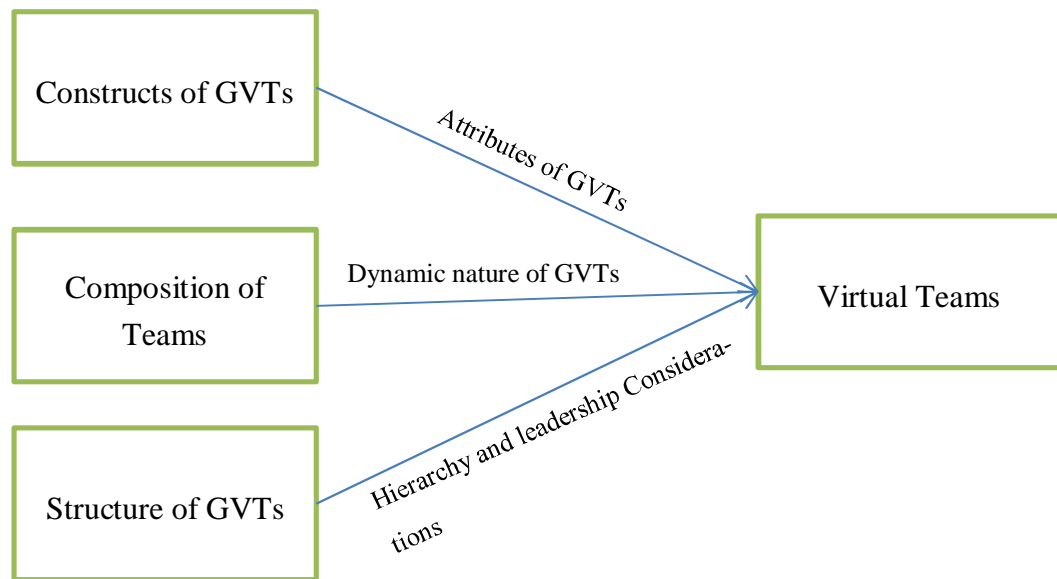 Constructs of GVTs
Attributes of GVTs
Composition of
Teams
Dynamic nature of GVTs
Virtual Teams
Structure of GVTs
Hierarchy and leadership Considera-
tions